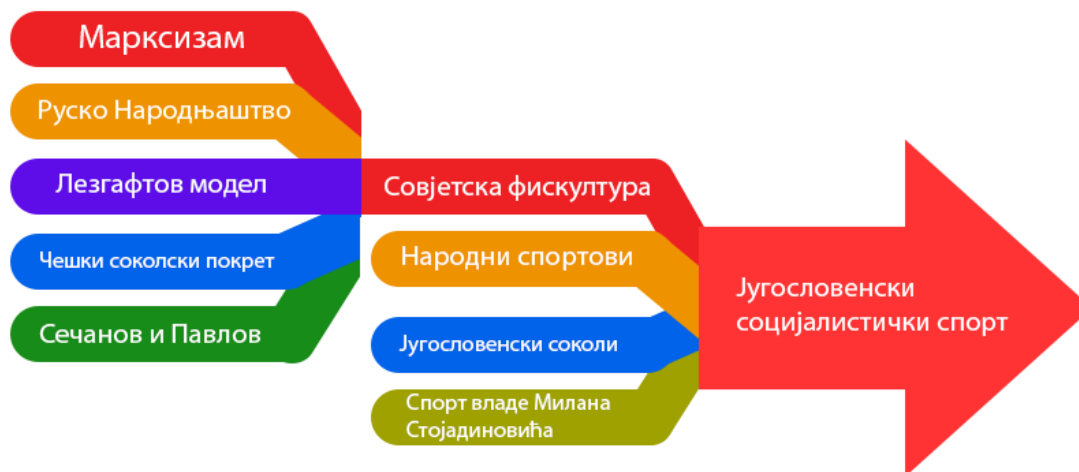 Марксизам
Руско Народњаштво
Лезгафтов модел
Чешки соколски покрет
Сечанов и Павлов
Совјетска фискултура
Народни спортови
Југословенски соколи
Спорт владе Милана
Стојадиновића
Југословенски
социјалистички спорт